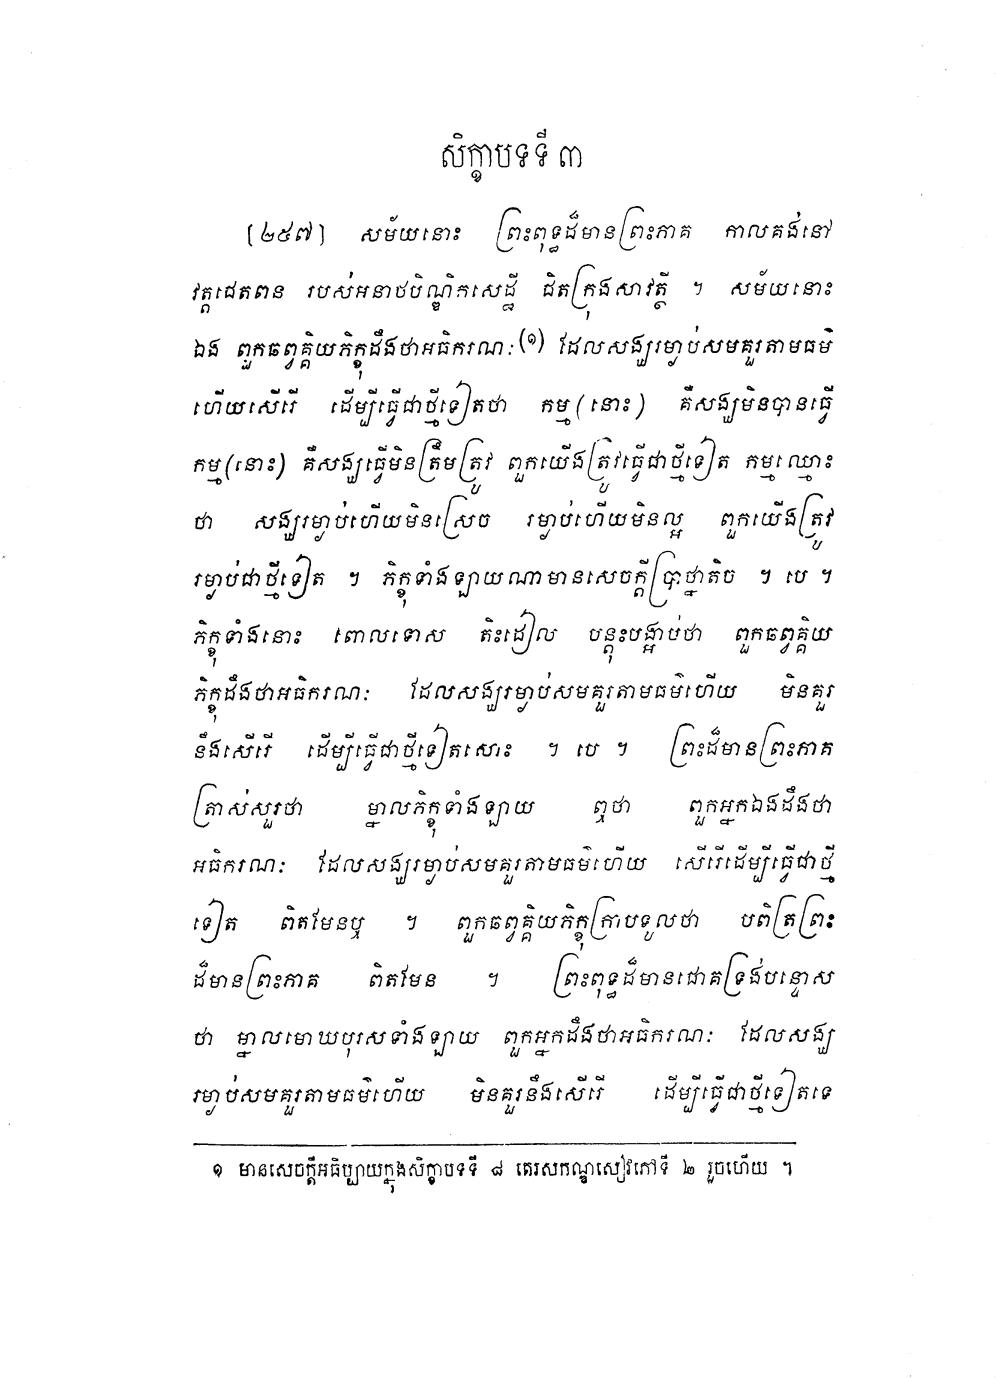 សិក្ខាបទទី ៣
[២៥៧] សម័យនោះ ព្រះពុទ្ធដ៏មានព្រះភាគ កាលគង់នៅ
វត្តជេតពន របស់អនាថបិណ្ឌិកសេដ្ឋី ជិតក្រុងសាវត្ថី ។ សម័យនោះ
ឯង ពួកឆព្វគ្គិយភិក្ខុដឹងថាអធិករណៈ(១) ដែលសង្ឃរម្ងាប់សមគួរតាមធម៌
ហើយសើរើ ដើម្បីធ្វើជាថ្មីទៀតថា កម្ម(នោះ) គឺសង្ឃមិនបានធ្វើ
កម្ម(នោះ) គឺសង្ឃធ្វើមិនត្រឹមត្រូវ ពួកយើងត្រូវធ្វើជាថ្មីទៀត កម្មឈ្មោះ
ថា សង្ឃរម្ងាប់ហើយមិនស្រេច រម្ងាប់ហើយមិនល្អ ពួកយើងត្រូវ
រម្ងាប់ជាថ្មីទៀត ។ ភិក្ខុទាំងឡាយណាមានសេចក្តីប្រាថ្នាតិច ។ បេ ។
ភិក្ខុទាំងនោះ ពោលទោស តិះដៀល បន្តុះបង្អាប់ថា ពួកឆព្វគ្គិយ
ភិក្ខុដឹងថាអធិករណៈ ដែលសង្ឃរម្ងាប់សមគួរតាមធម៌ហើយ មិនគួរ
នឹងសើរើ ដើម្បីធ្វើជាថ្មីទៀតសោះ ។ បេ ។ ព្រះដ៏មានព្រះភាគ
ត្រាស់សួរថា ម្នាលភិក្ខុទាំងឡាយ ឮថា ពួកអ្នកឯងដឹងថា
អធិករណៈ ដែលសង្ឃរម្ងាប់សមគួរតាមធម៌ហើយ សើរើដើម្បីធ្វើជាថ្មី
ទៀត ពិតមែនឬ ។ ពួកឆព្វគ្គិយភិក្ខុក្រាបទូលថា បពិត្រព្រះ
ដ៏មានព្រះភាគ ពិតមែន ។ ព្រះពុទ្ធដ៏មានជោគទ្រង់បន្ទោស
ថា ម្នាលមោឃបុរសទាំងឡាយ ពួកអ្នកដឹងថាអធិករណៈ ដែលសង្ឃ
រម្ងាប់សមគួរតាមធម៌ហើយ មិនគួរនឹងសើរើ ដើម្បីធ្វើជាថ្មីទៀតទេ
១ មានសេចក្តីអធិប្បាយក្នុងសិក្ខាបទទី ៨ តេរសកណ្ឌសៀវភៅទី ២ រួចហើយ ។